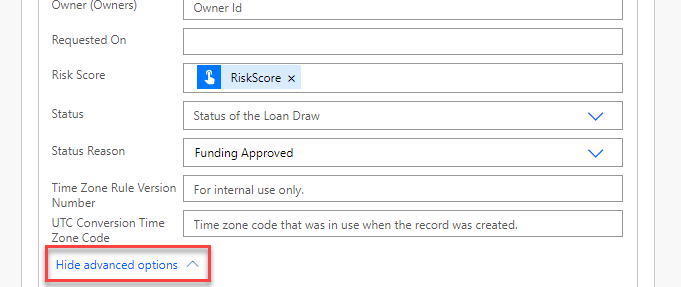 Owner (Owners) Owner Id
Requested On
Risk Score RiskScore ×
Status Status of the Loan Draw
Status Reason Funding Approved
Time Zone Rule Version
Number
For internal use only.
UTC Conversion Time
Zone Code
Time zone code that was in use when the record was created.
Hide advanced options